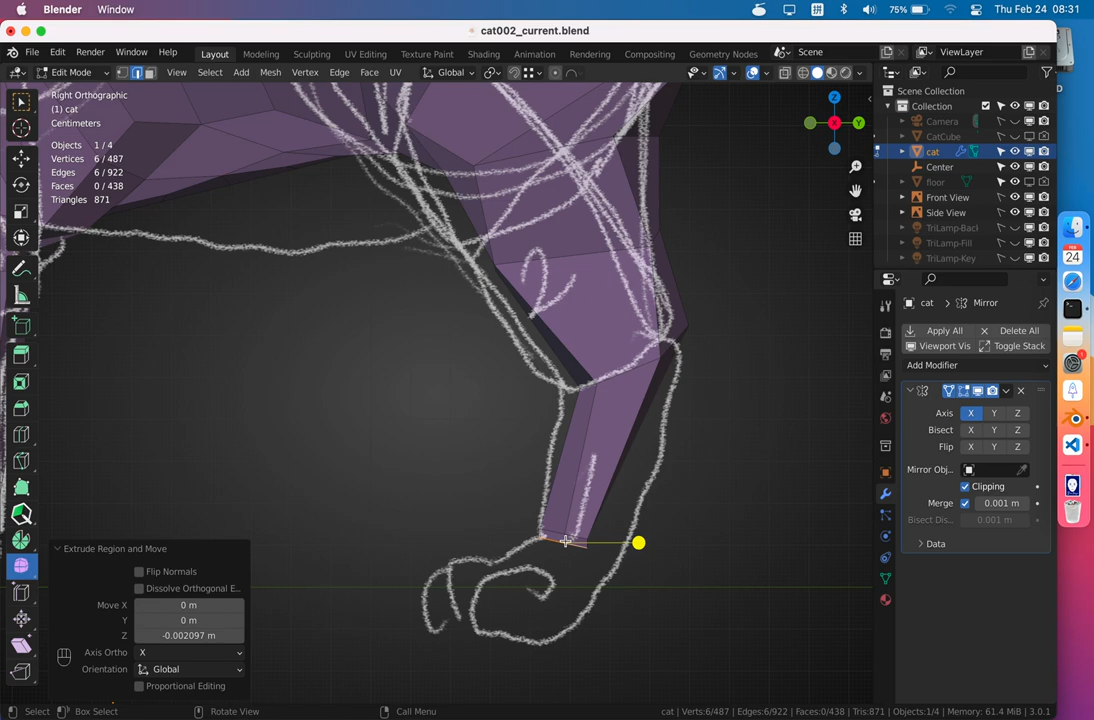 Blender Window
拼 75% Thu Feb 24 08:31
cat002_current.blend
File Edit Render Window Help Layout Modeling Sculpting UV Editing Texture Paint Shading Animation Rendering Compositing Geometry Nodes Scene ViewLayer
Edit Mode View Select Add Mesh Vertex Edge Face UV Global
Right Orthographic
(1) cat
Centimeters
Objects 1/4
Vertices 6/487
Edges 6/922
Faces 0/438
Triangles 871
Z
Y
X
Scene Collection
Collection
Camera
CatCube
cat
Center
floor
Front View
Side View
TriLamp-Back
TriLamp-Fill
TriLamp-Key
cat > Mirror
Apply All Delete All
Viewport Vis Toggle Stack
Add Modifier
Axis X Y Z
Bisect X Y Z
Flip X Y Z
Mirror Obj..
Clipping
Merge 0.001 m
Bisect Dis... 0.001 m
Data
Extrude Region and Move
Flip Normals
Dissolve Orthogonal E...
Move X 0 m
Y 0 m
Z -0.002097 m
Axis Ortho X
Orientation Global
Proportional Editing
FEB
24
1
Select Box Select Rotate View Call Menu cat | Verts:6/487 | Edges:6/922 | Faces:0/438 | Tris:871 | Objects:1/4 | Memory: 61.4 MiB | 3.0.1